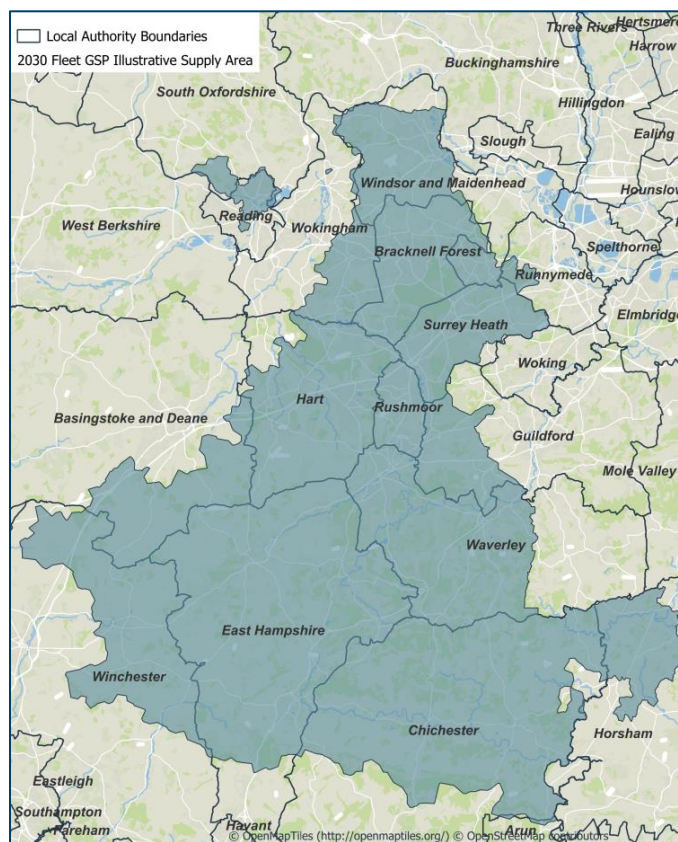 Local Authority Boundaries
2030 Fleet GSP Illustrative Supply Area
Three Rivers
Hertsmere
Harrow
Buckinghamshire
South Oxfordshire
Hillingdon
Slough
Ealing
Windsor and Maidenhead
Hounslow
West Berkshire
Reading
Wokingham
Bracknell Forest
Spelthorne
Runnymede
Elmbridge
Surrey Heath
Woking
Hart
Rushmoor
Basingstoke and Deane
Guildford
Mole Valley
Waverley
East Hampshire
Winchester
Chichester
Horsham
Eastleigh
Southampton
Fareham
Havant
Arun
© OpenMapTiles (http://openmaptiles.org/) © OpenStreetMap contributors